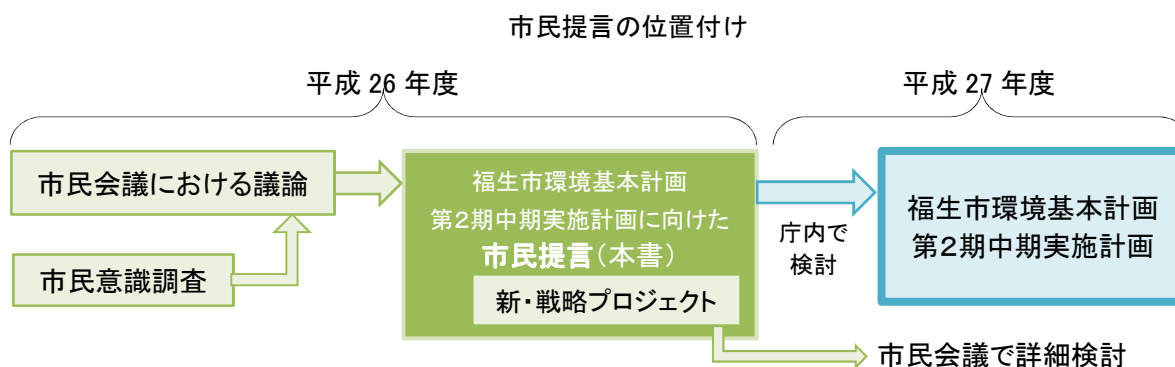 市民提言の位置付け
平成 26 年度
平成 27 年度
市民会議における議論
市民意識調査
福生市環境基本計画
第2期中期実施計画に向けた
市民提言(本書)
新・戦略プロジェクト
庁内で
検討
福生市環境基本計画
第2期中期実施計画
市民会議で詳細検討